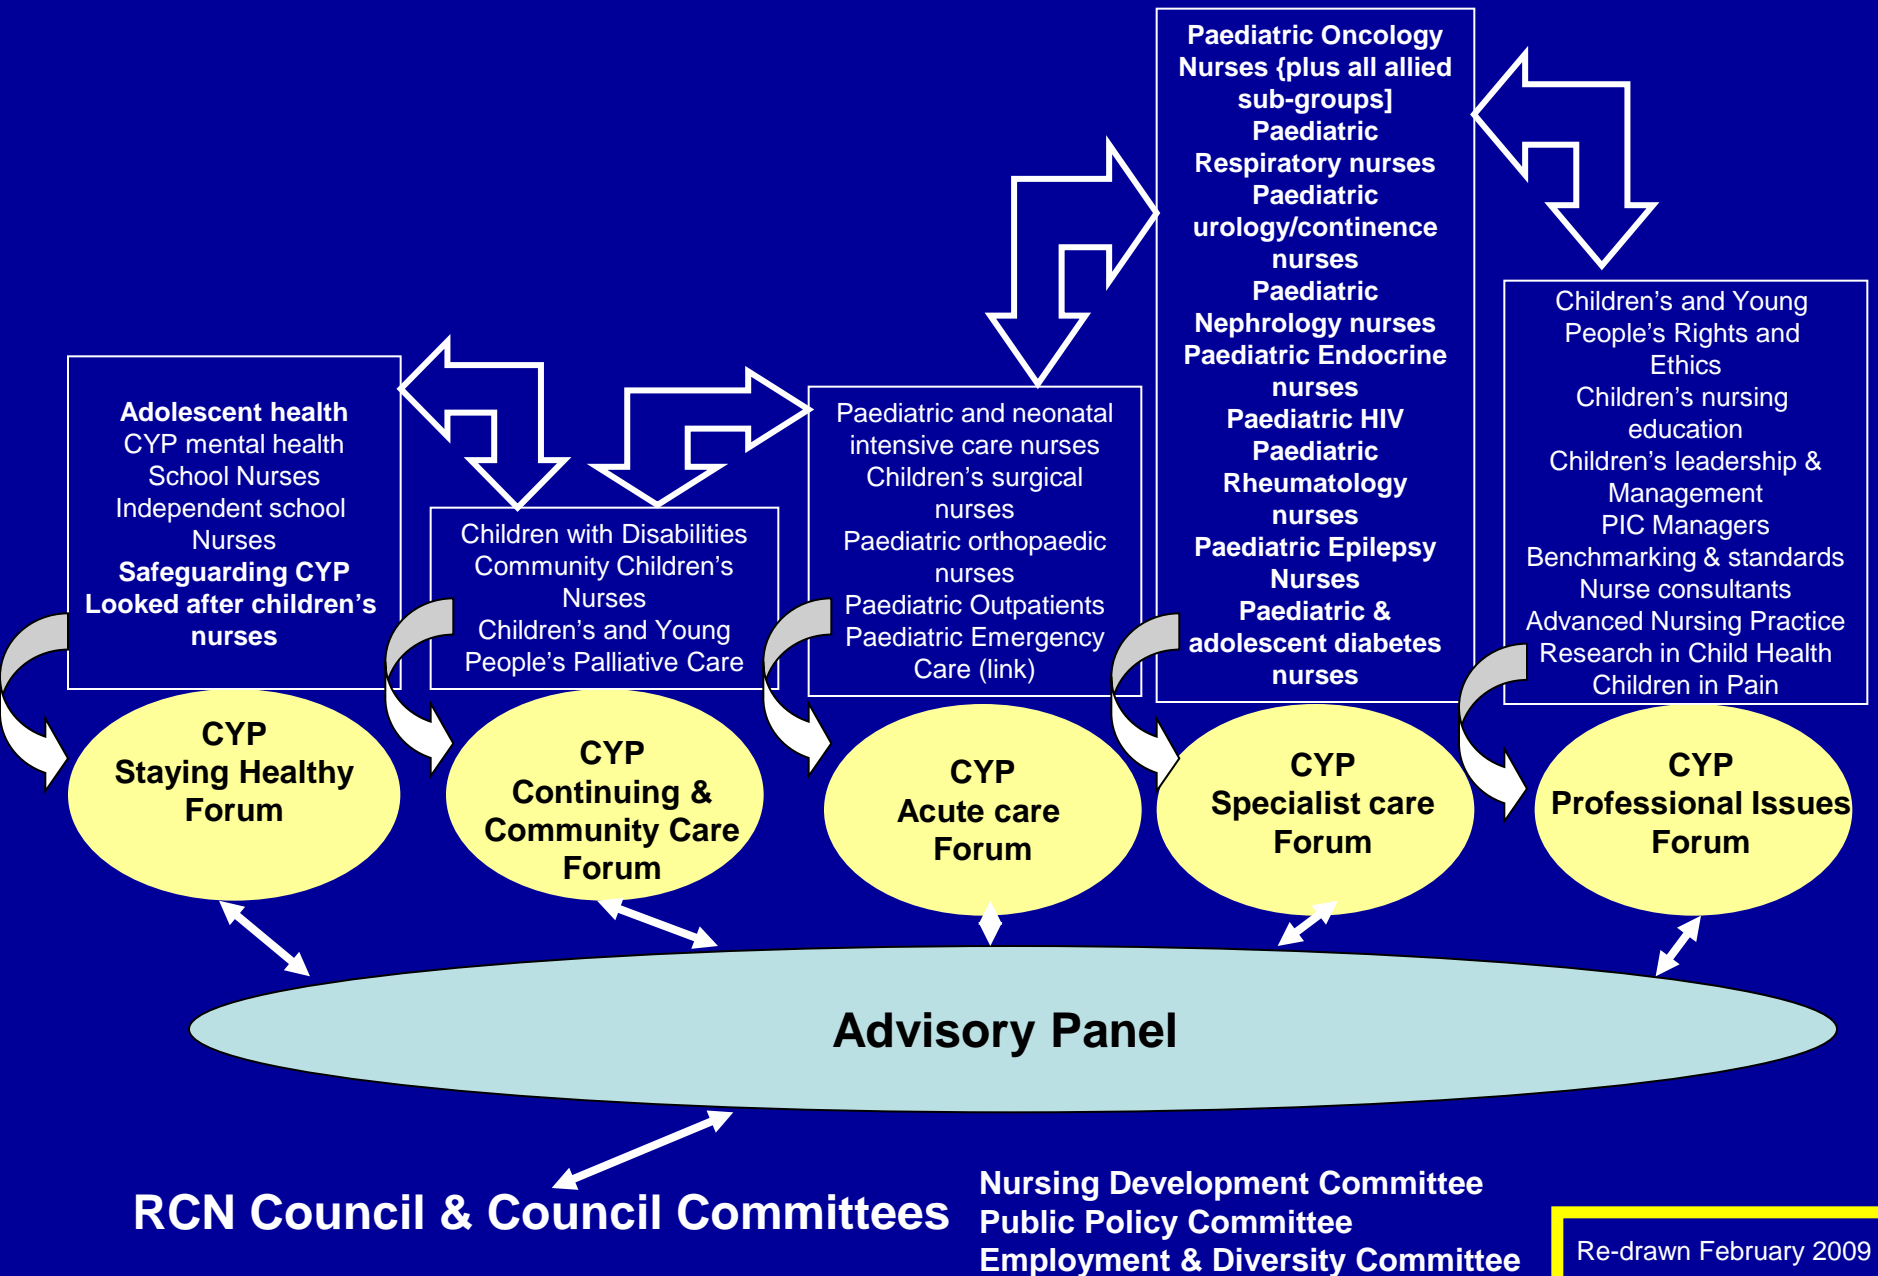 Adolescent health
CYP mental health
School Nurses
Independent school
Nurses
Safeguarding CYP
Looked after children’s
nurses
Children with Disabilities
Community Children’s
Nurses
Children’s and Young
People’s Palliative Care
Paediatric and neonatal
intensive care nurses
Children’s surgical
nurses
Paediatric orthopaedic
nurses
Paediatric Outpatients
Paediatric Emergency
Care (link)
Paediatric Oncology
Nurses {plus all allied
sub-groups]
Paediatric
Respiratory nurses
Paediatric
urology/continence
nurses
Paediatric
Nephrology nurses
Paediatric Endocrine
nurses
Paediatric HIV
Paediatric
Rheumatology
nurses
Paediatric Epilepsy
Nurses
Paediatric &
adolescent diabetes
nurses
Children’s and Young
People’s Rights and
Ethics
Children’s nursing
education
Children’s leadership &
Management
PIC Managers
Benchmarking & standards
Nurse consultants
Advanced Nursing Practice
Research in Child Health
Children in Pain
CYP
Staying Healthy
Forum
CYP
Continuing &
Community Care
Forum
CYP
Acute care
Forum
CYP
Specialist care
Forum
CYP
Professional Issues
Forum
Advisory Panel
RCN Council & Council Committees
Nursing Development Committee
Public Policy Committee
Employment & Diversity Committee
Re-drawn February 2009